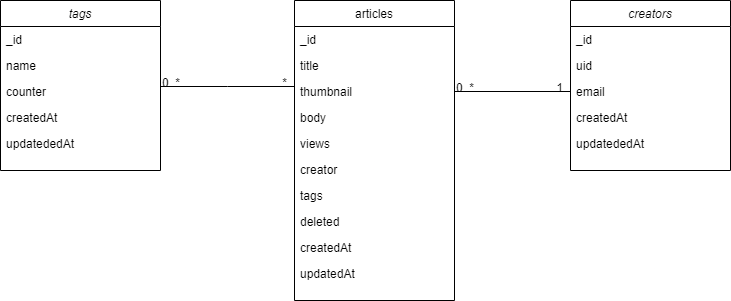 tags
_id
name
counter
createdAt
updatededAt
0..*
*
articles
_id
title
thumbnail
body
views
creator
tags
deleted
createdAt
updatedAt
0..*
1
creators
_id
uid
email
createdAt
updatededAt